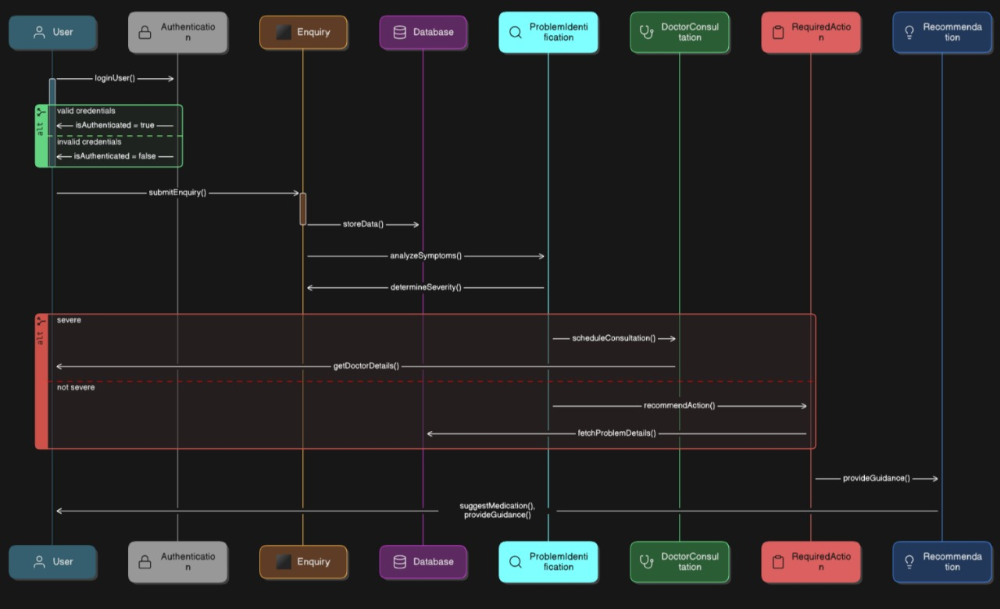 User
Authenticatio
n
Enquiry
Database
ProblemIdenti
fication
DoctorConsul
tation
RequiredActio
n
Recommenda
tion
loginUser()
alt
valid credentials
isAuthenticated = true
invalid credentials
isAuthenticated = false
submitEnquiry()
storeData()
analyzeSymptoms()
determineSeverity()
alt
severe
scheduleConsultation()
getDoctorDetails()
not severe
recommendAction()
fetchProblemDetails()
provideGuidance()
suggestMedication(),
provideGuidance()
User
Authenticatio
n
Enquiry
Database
ProblemIdenti
fication
DoctorConsul
tation
RequiredActio
n
Recommenda
tion